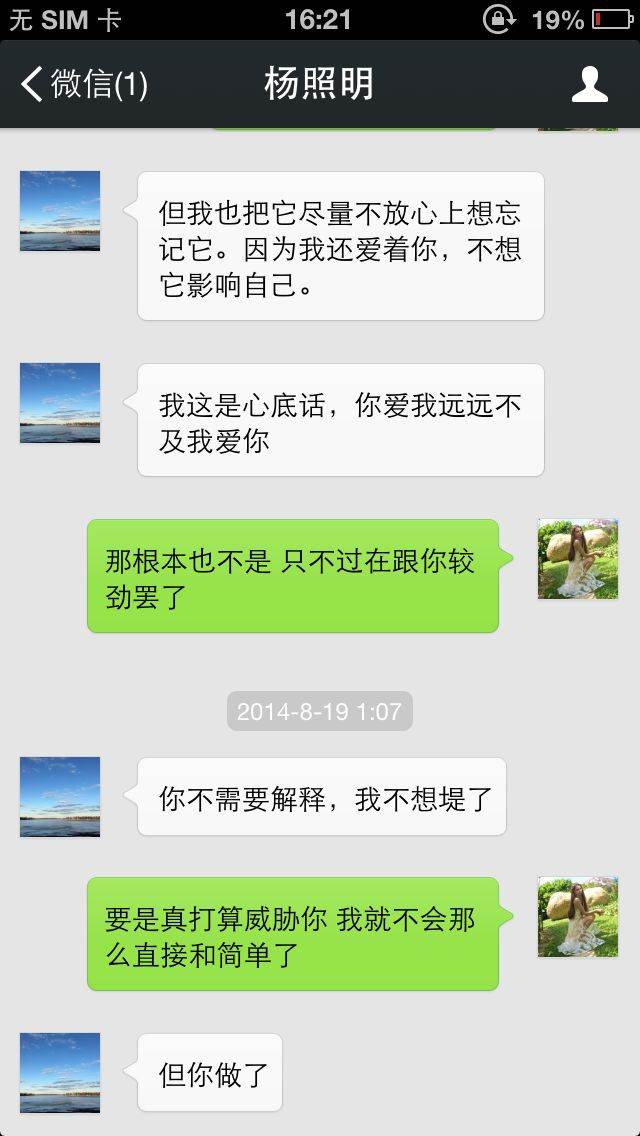 无 SIM 卡
16:21
19%
微信(1)
杨照明
但我也把它尽量不放心上想忘
记它。因为我还爱着你，不想
它影响自己。
我这是心底话，你爱我远远不
及我爱你
那根本也不是 只不过在跟你较
劲罢了
2014-8-19 1:07
你不需要解释，我不想堤了
要是真打算威胁你 我就不会那
么直接和简单了
但你做了